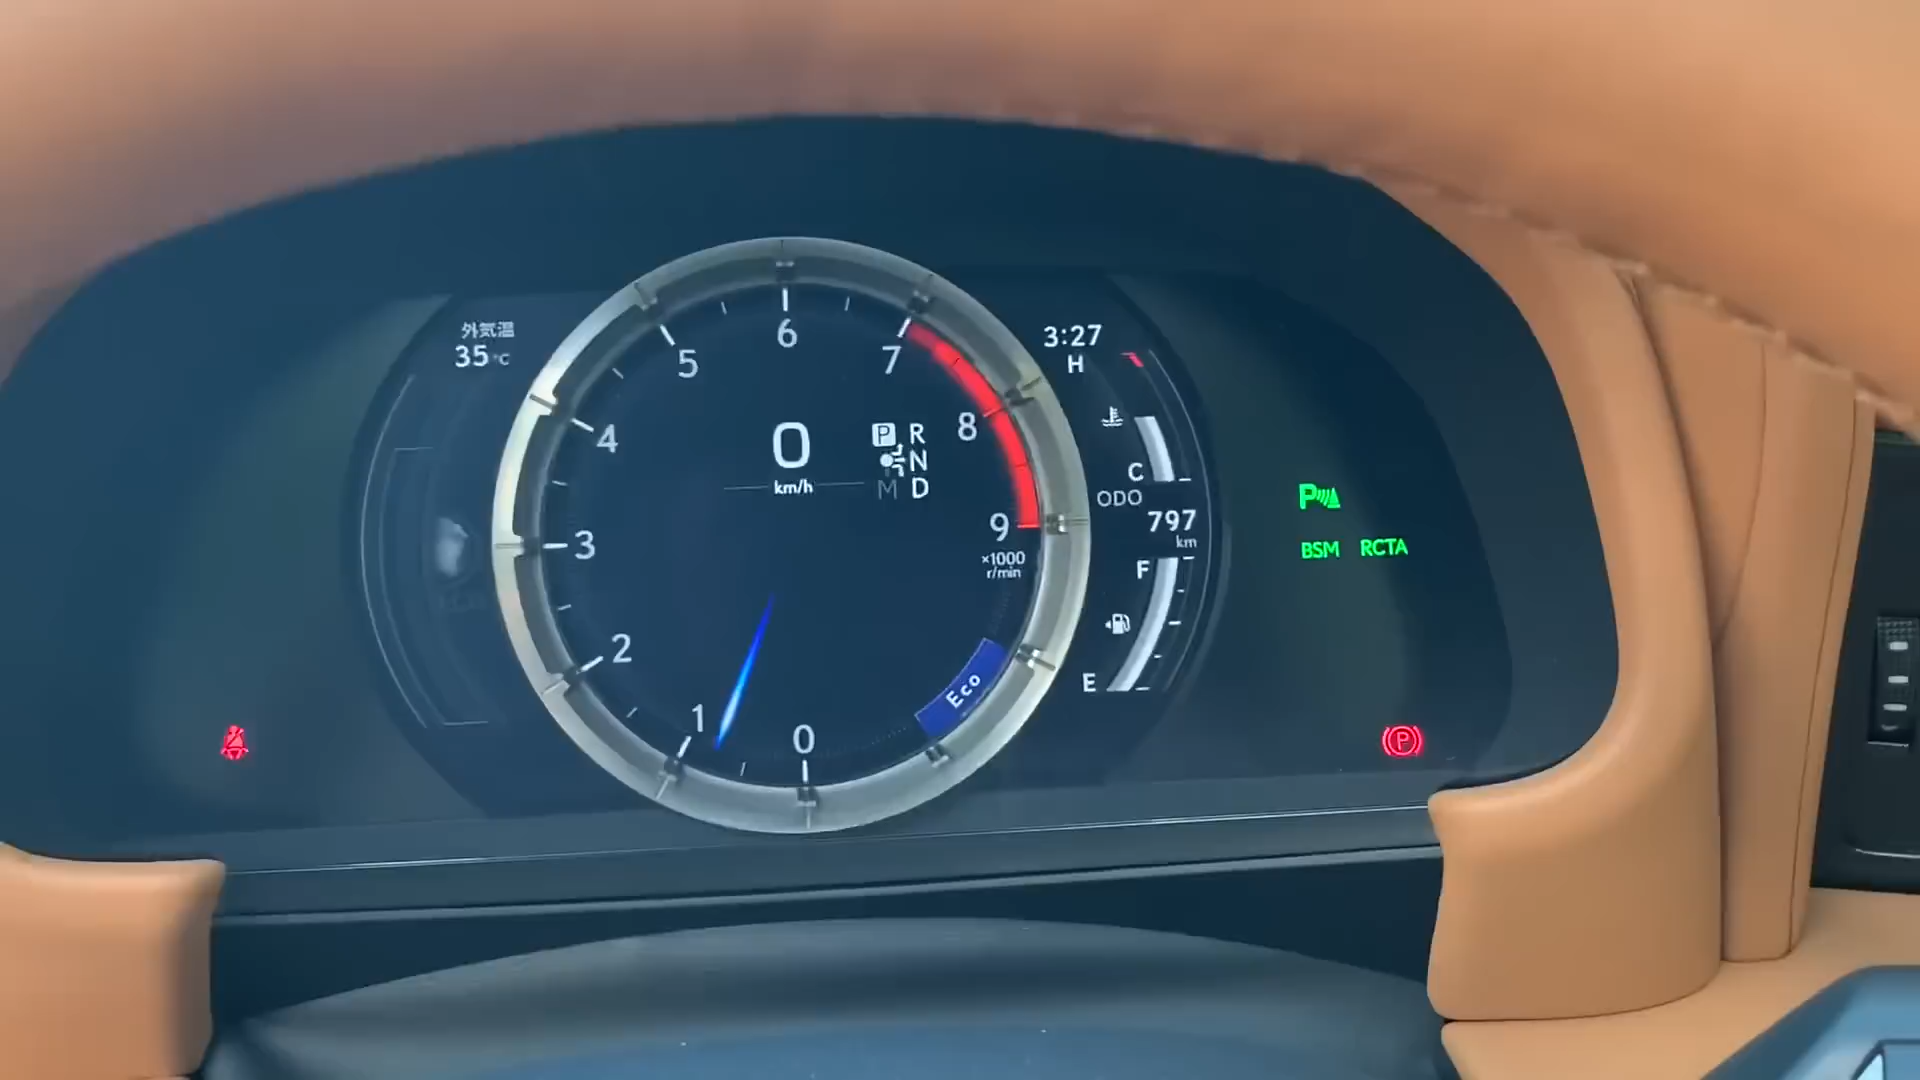 外気温
35°C
3:27
H
6
5
7
4
8
0
km/h
P R
N
M D
C
ODO
797
km
3
9
×1000
r/min
F
2
E
1
0
Eco
P
BSM RCTA
P